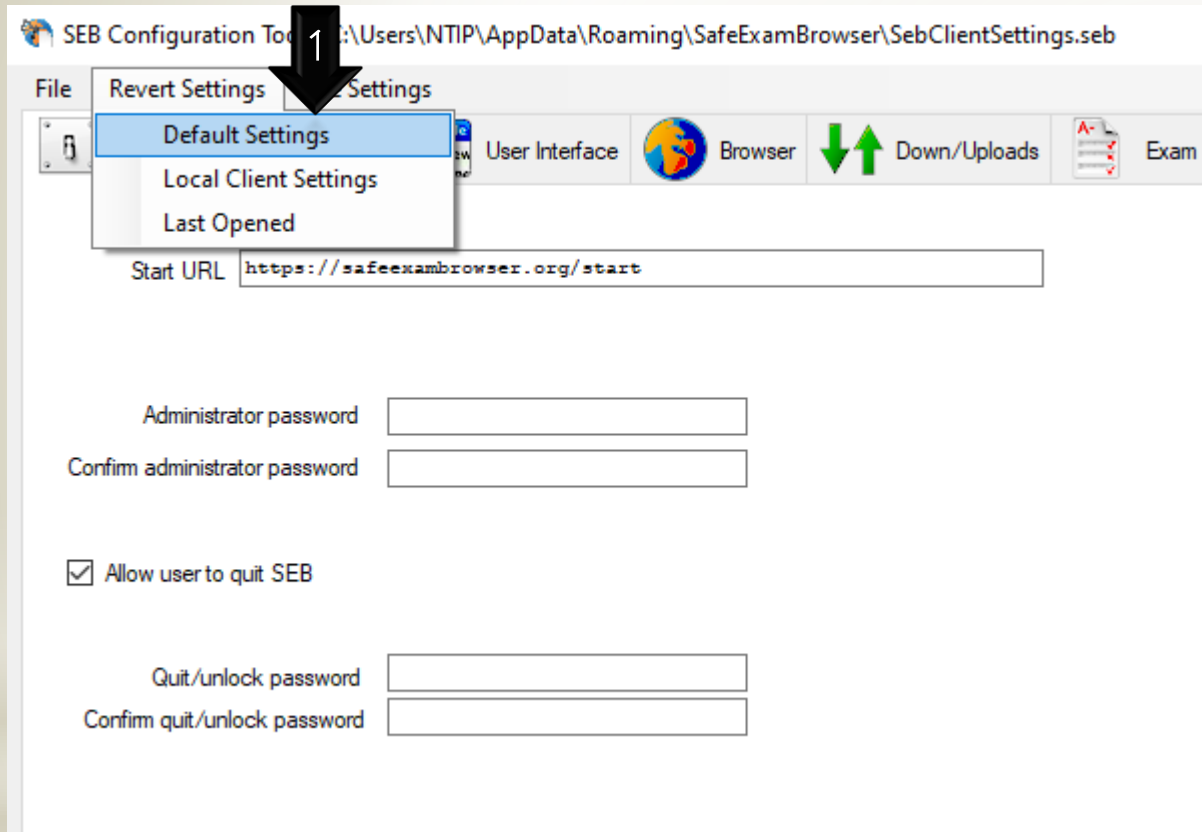 SEB Configuration To :\Users\NTIP\AppData\Roaming\SafeExamBrowser\SebClientSettings.seb
1
File Revert Settings Settings
Default Settings
Local Client Settings
Last Opened
User Interface Browser Down/Uploads Exam
Start URL https://safeexambrowser.org/start
Administrator password
Confirm administrator password
Allow user to quit SEB
Quit/unlock password
Confirm quit/unlock password